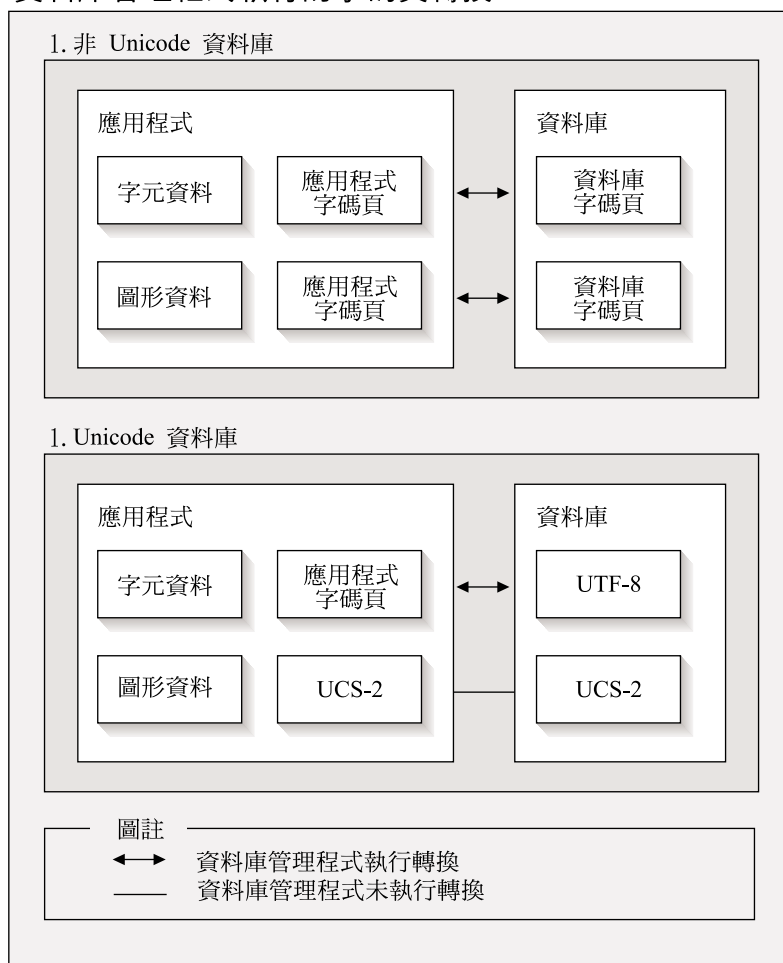 1. 非 Unicode 資料庫
應用程式
資料庫
字元資料
應用程式
字碼頁
資料庫
字碼頁
圖形資料
應用程式
字碼頁
資料庫
字碼頁
1. Unicode 資料庫
應用程式
資料庫
字元資料
應用程式
字碼頁
UTF-8
圖形資料
UCS-2
UCS-2
圖註
資料庫管理程式執行轉換
資料庫管理程式未執行轉換